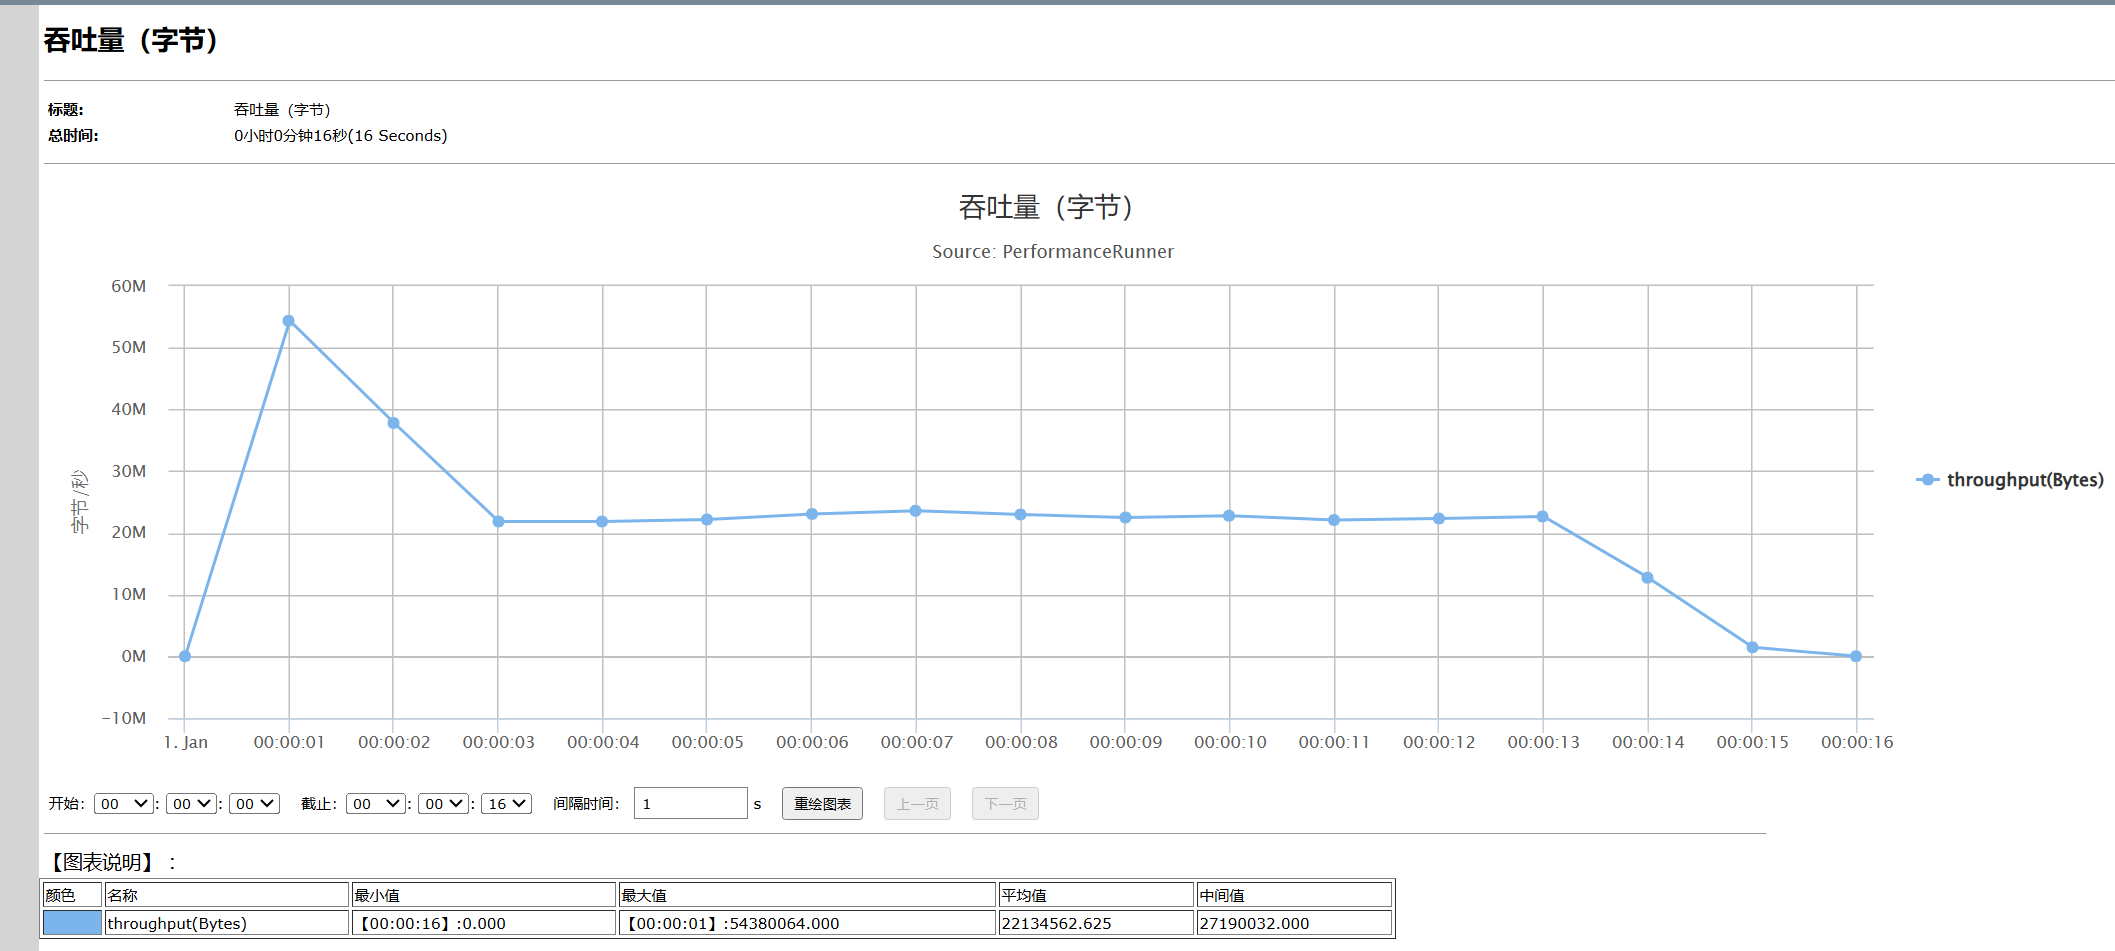 吞吐量（字节）
标题: 吞吐量（字节）
总时间: 0小时0分钟16秒(16 Seconds)
吞吐量（字节）
Source: PerformanceRunner
60M
50M
40M
30M
20M
10M
0M
-10M
字节/秒
throughput(Bytes)
1. Jan 00:00:01 00:00:02 00:00:03 00:00:04 00:00:05 00:00:06 00:00:07 00:00:08 00:00:09 00:00:10 00:00:11 00:00:12 00:00:13 00:00:14 00:00:15 00:00:16
开始: 00 : 00 : 00 截止: 00 : 00 : 16 间隔时间: 1 s 重绘图表 上一页 下一页
【图表说明】：
颜色 名称 最小值 最大值 平均值 中间值
throughput(Bytes) 【00:00:16】:0.000 【00:00:01】:54380064.000 22134562.625 27190032.000